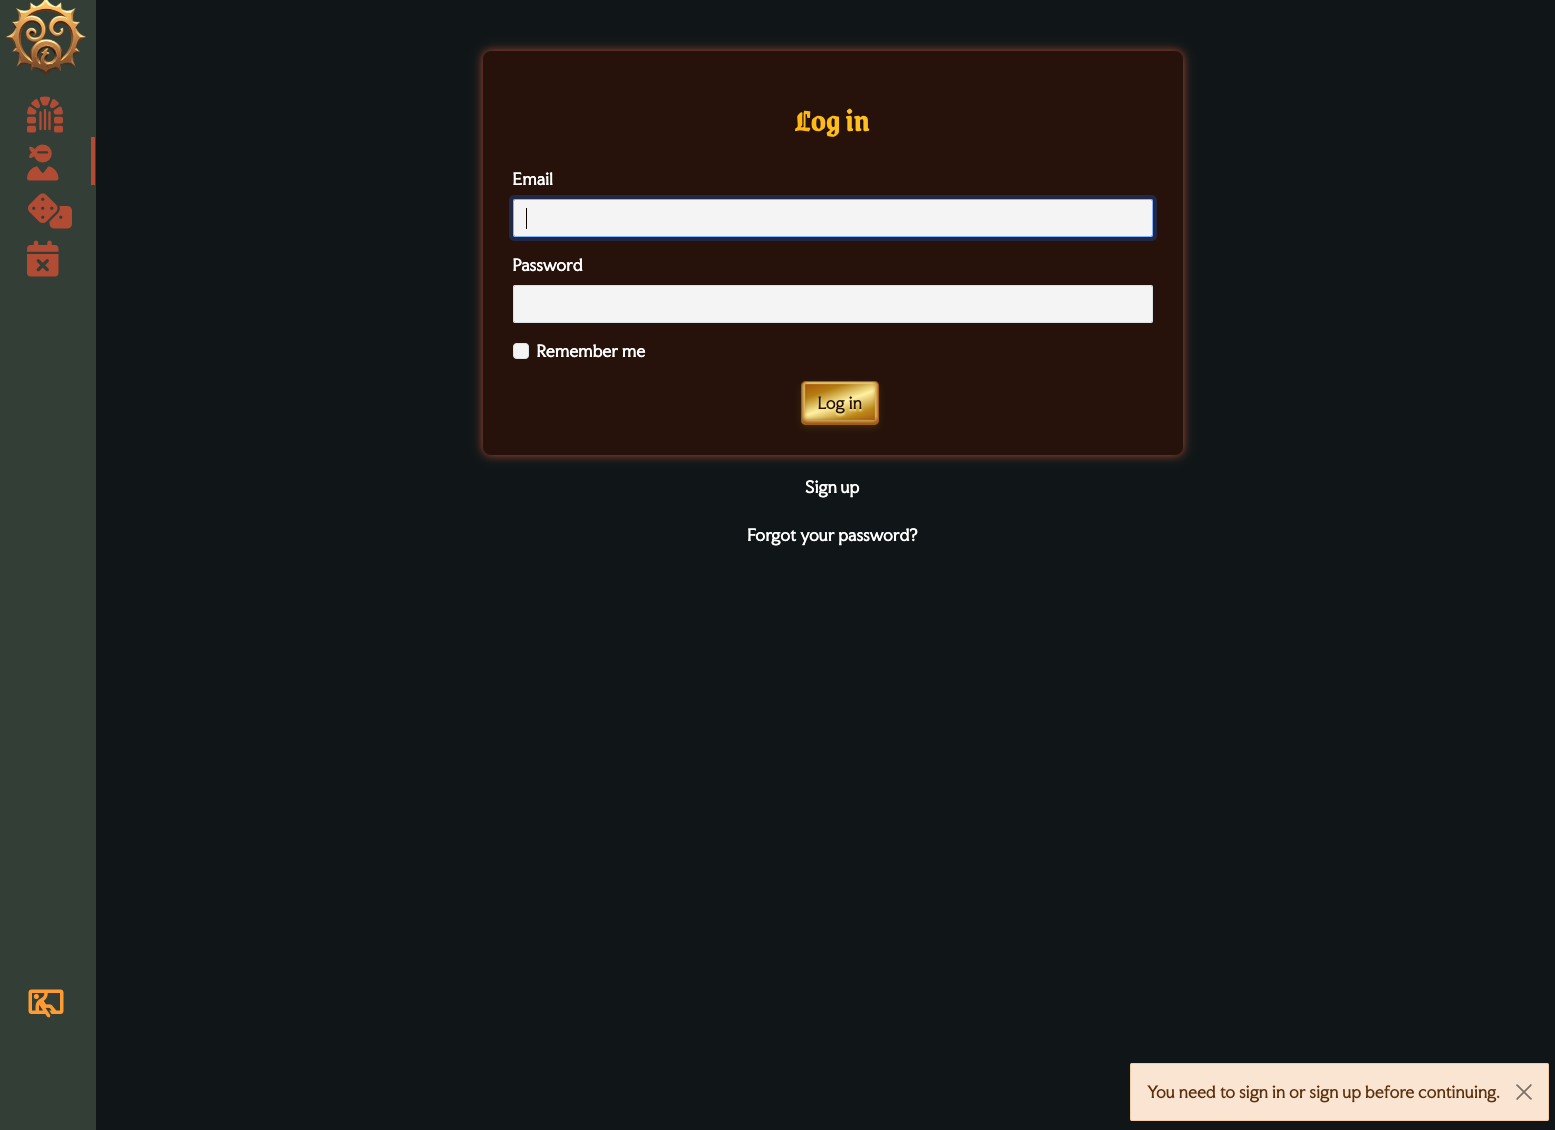 Log in
Email
Password
Remember me
Log in
Sign up
Forgot your password?
You need to sign in or sign up before continuing.